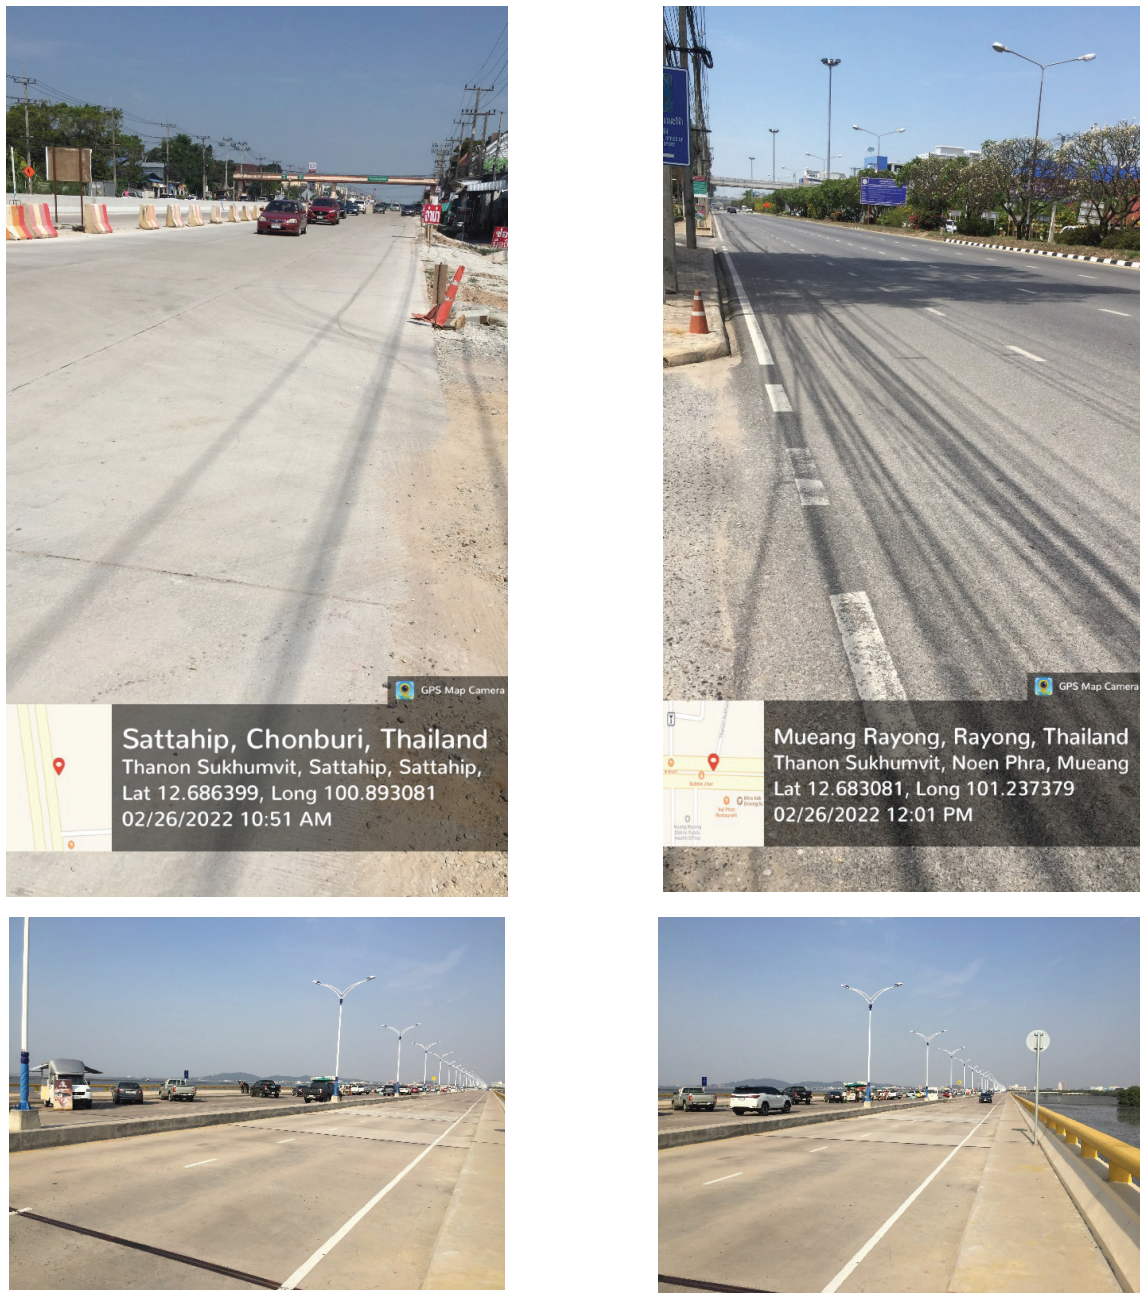 GPS Map Camera
Sattahip, Chonburi, Thailand
Thanon Sukhumvit, Sattahip, Sattahip,
Lat 12.686399, Long 100.893081
02/26/2022 10:51 AM
GPS Map Camera
Mueang Rayong, Rayong, Thailand
Thanon Sukhumvit, Noen Phra, Mueang
Lat 12.683081, Long 101.237379
02/26/2022 12:01 PM